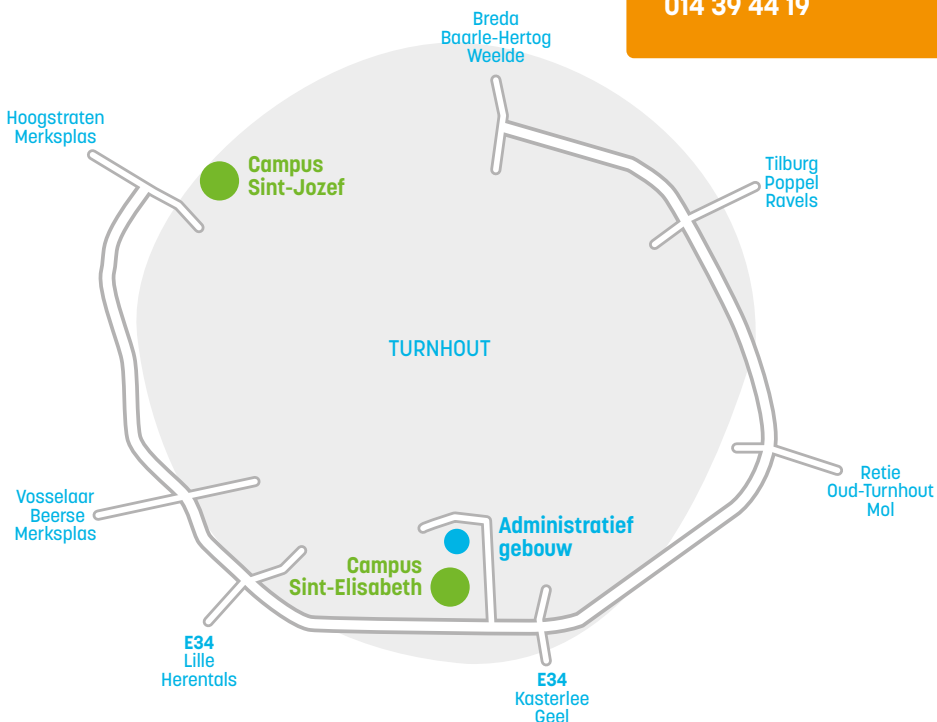 014 39 44 19
Breda
Baarle-Hertog
Weelde
Hoogstraten
Merksplas
Campus
Sint-Jozef
Tilburg
Poppel
Ravels
TURNHOUT
Retie
Oud-Turnhout
Mol
Vosselaar
Beerse
Merksplas
Administratief
gebouw
Campus
Sint-Elisabeth
E34
Lille
Herentals
E34
Kasterlee
Geel